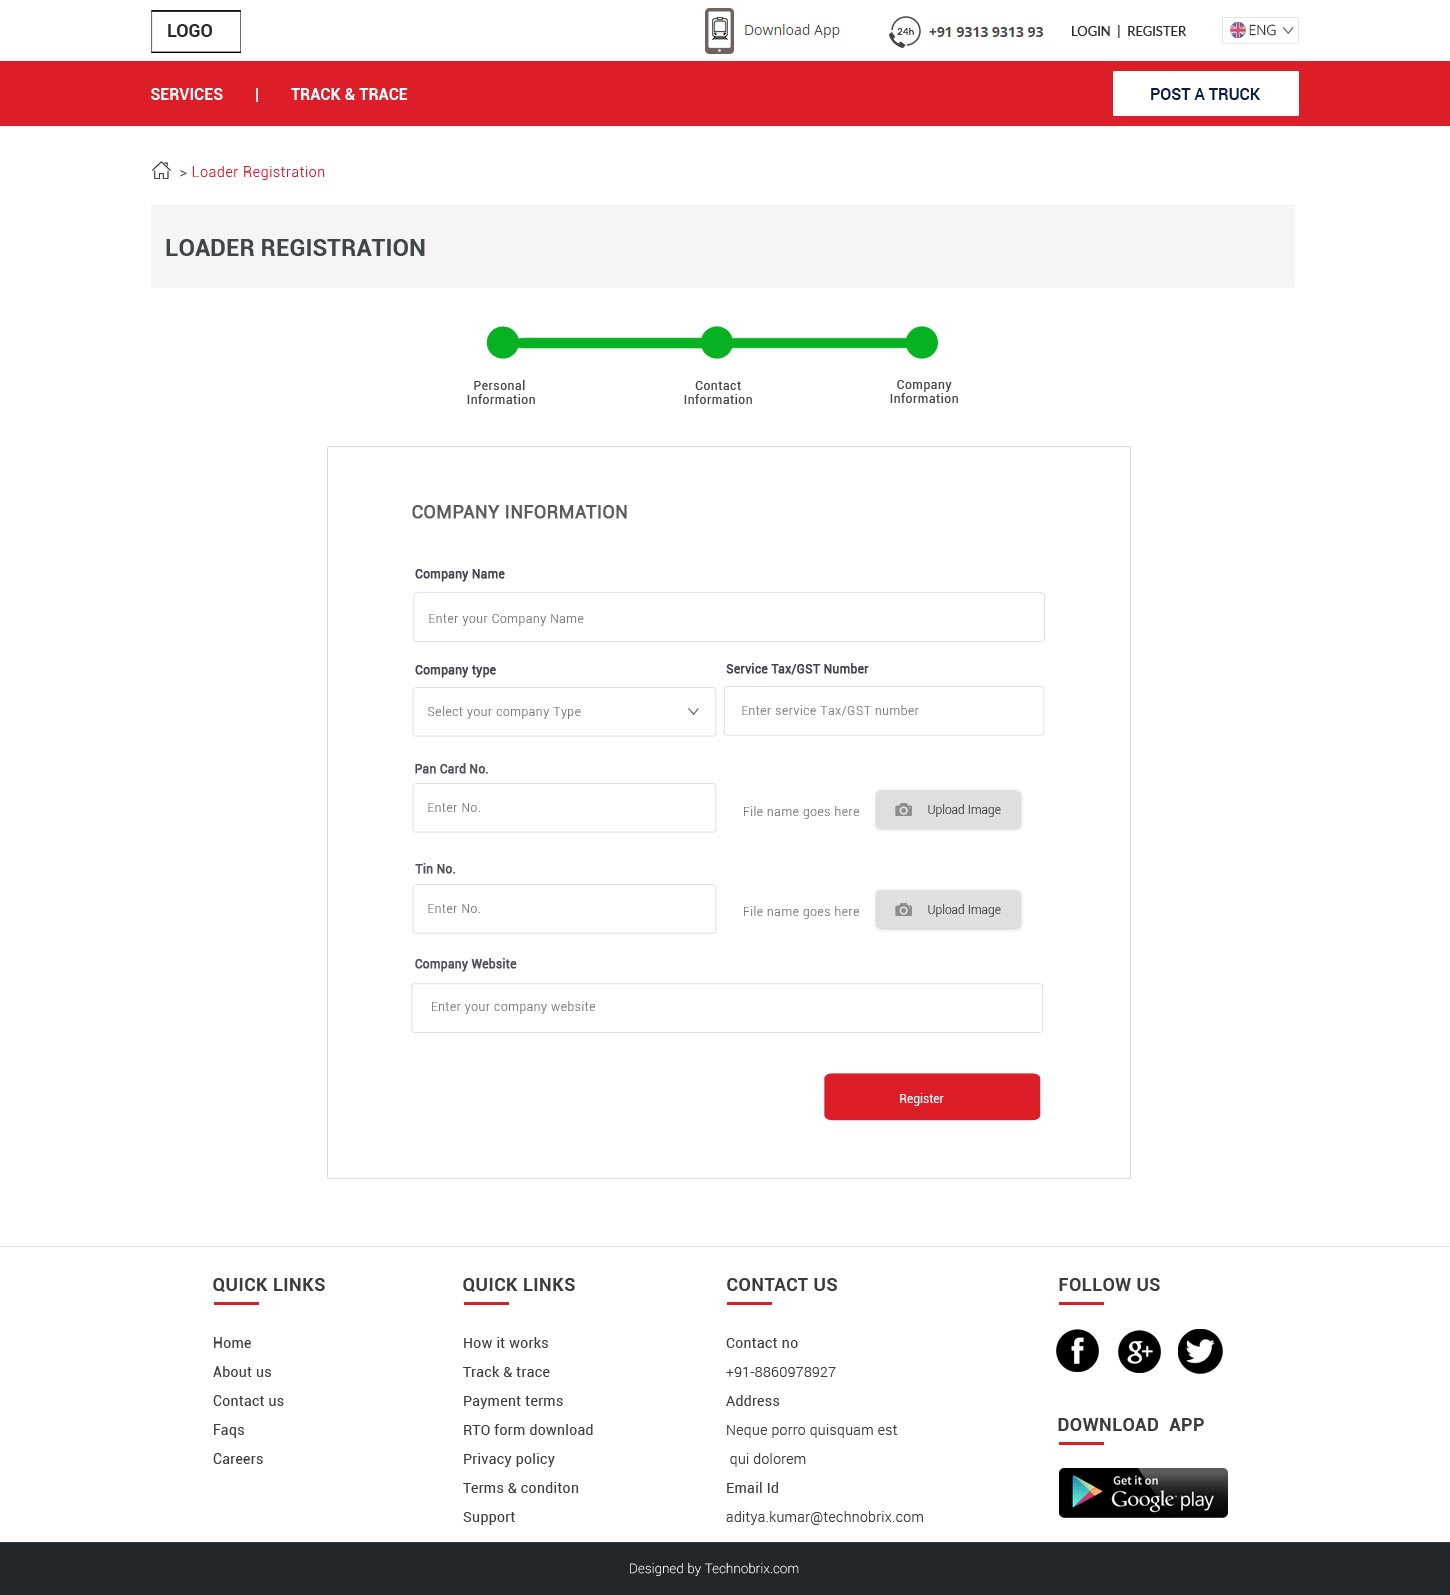 LOGO
Download App
24h
+91 9313 9313 93
LOGIN | REGISTER
ENG
SERVICES | TRACK & TRACE
POST A TRUCK
> Loader Registration
LOADER REGISTRATION
Personal
Information
Contact
Information
Company
Information
COMPANY INFORMATION
Company Name
Enter your Company Name
Company type
Service Tax/GST Number
Select your company Type
Enter service Tax/GST number
Pan Card No.
Enter No.
File name goes here
Upload Image
Tin No.
Enter No.
File name goes here
Upload Image
Company Website
Enter your company website
Register
QUICK LINKS
Home
About us
Contact us
Faqs
Careers
QUICK LINKS
How it works
Track & trace
Payment terms
RTO form download
Privacy policy
Terms & conditon
Support
CONTACT US
Contact no
+91-8860978927
Address
Neque porro quisquam est
qui dolorem
Email Id
aditya.kumar@technobrix.com
FOLLOW US
f
g+
DOWNLOAD APP
Get it on
Google play
Designed by Technobrix.com